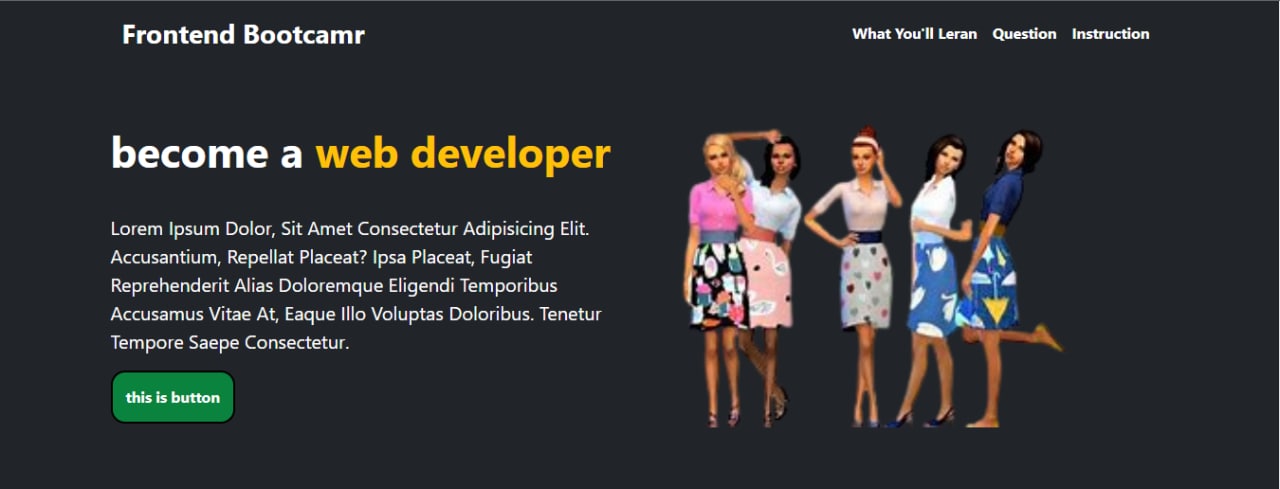 Frontend Bootcamr
What You'll Leran Question Instruction
become a web developer
Lorem Ipsum Dolor, Sit Amet Consectetur Adipisicing Elit.
Accusantium, Repellat Placeat? Ipsa Placeat, Fugiat
Reprehenderit Alias Doloremque Eligendi Temporibus
Accusamus Vitae At, Eaque Illo Voluptas Doloribus. Tenetur
Tempore Saepe Consectetur.
this is button